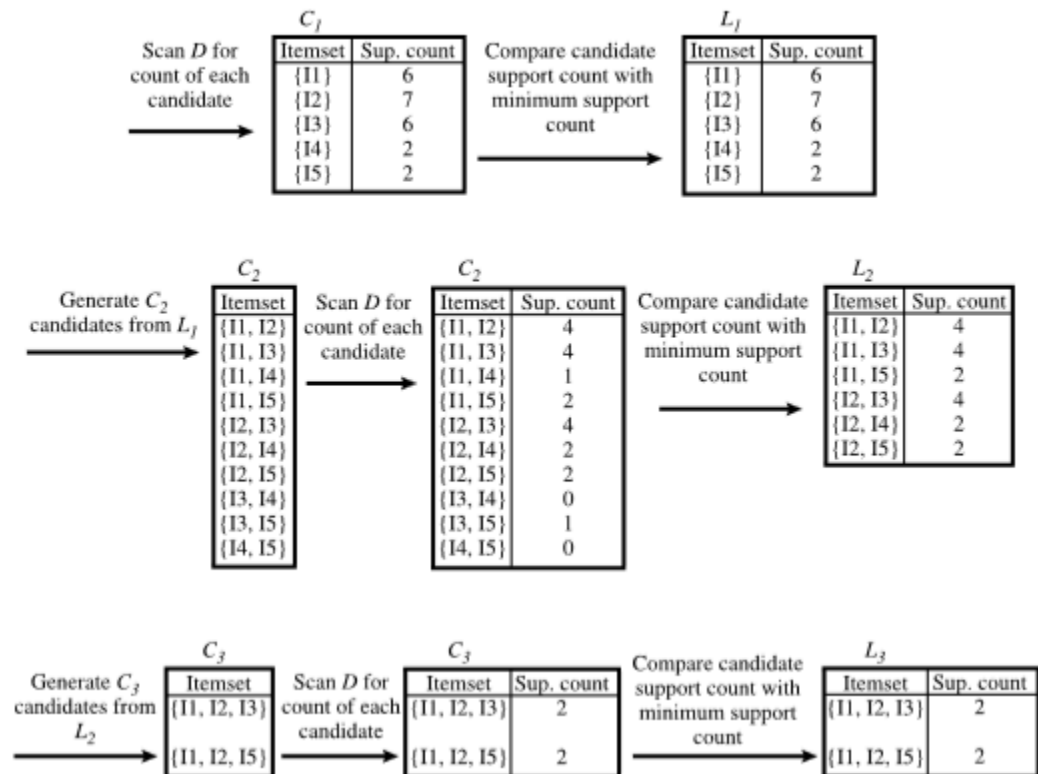 C1
L1
Scan D for
count of each
candidate
Itemset Sup. count
{I1} 6
{I2} 7
{I3} 6
{I4} 2
{I5} 2
Compare candidate
support count with
minimum support
count
Itemset Sup. count
{I1} 6
{I2} 7
{I3} 6
{I4} 2
{I5} 2
C2
C2
L2
Generate C2
candidates from L1
Itemset
{I1, I2}
{I1, I3}
{I1, I4}
{I1, I5}
{I2, I3}
{I2, I4}
{I2, I5}
{I3, I4}
{I3, I5}
{I4, I5}
Scan D for
count of each
candidate
Itemset Sup. count
{I1, I2} 4
{I1, I3} 4
{I1, I4} 1
{I1, I5} 2
{I2, I3} 4
{I2, I4} 2
{I2, I5} 2
{I3, I4} 0
{I3, I5} 1
{I4, I5} 0
Compare candidate
support count with
minimum support
count
Itemset Sup. count
{I1, I2} 4
{I1, I3} 4
{I1, I5} 2
{I2, I3} 4
{I2, I4} 2
{I2, I5} 2
C3
C3
L3
Generate C3
candidates from
L2
Itemset
{I1, I2, I3}
{I1, I2, I5}
Scan D for
count of each
candidate
Itemset Sup. count
{I1, I2, I3} 2
{I1, I2, I5} 2
Compare candidate
support count with
minimum support
count
Itemset Sup. count
{I1, I2, I3} 2
{I1, I2, I5} 2